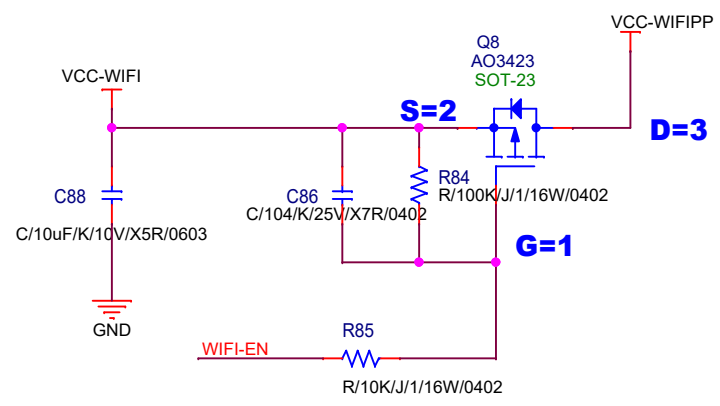 VCC-WIFIPP
Q8
AO3423
SOT-23
VCC-WIFI
S=2
D=3
C88
C86
R84
R/100K/J/1/16W/0402
C/104/K/25V/X7R/0402
C/10uF/K/10V/X5R/0603
G=1
GND
R85
WIFI-EN
R/10K/J/1/16W/0402